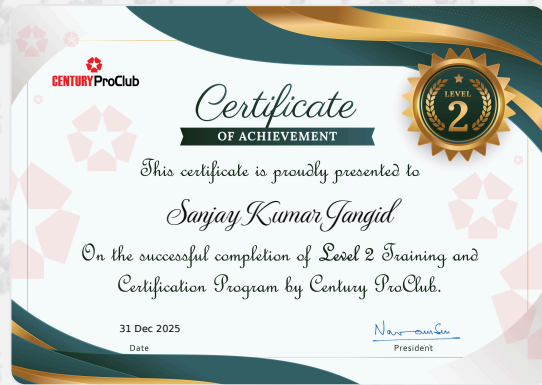 CENTURY ProClub
Certificate
OF ACHIEVEMENT
LEVEL
2
This certificate is proudly presented to
Sanjay Kumar Jangid
On the successful completion of Level 2 Training and
Certification Program by Century ProClub.
31 Dec 2025
Date
President